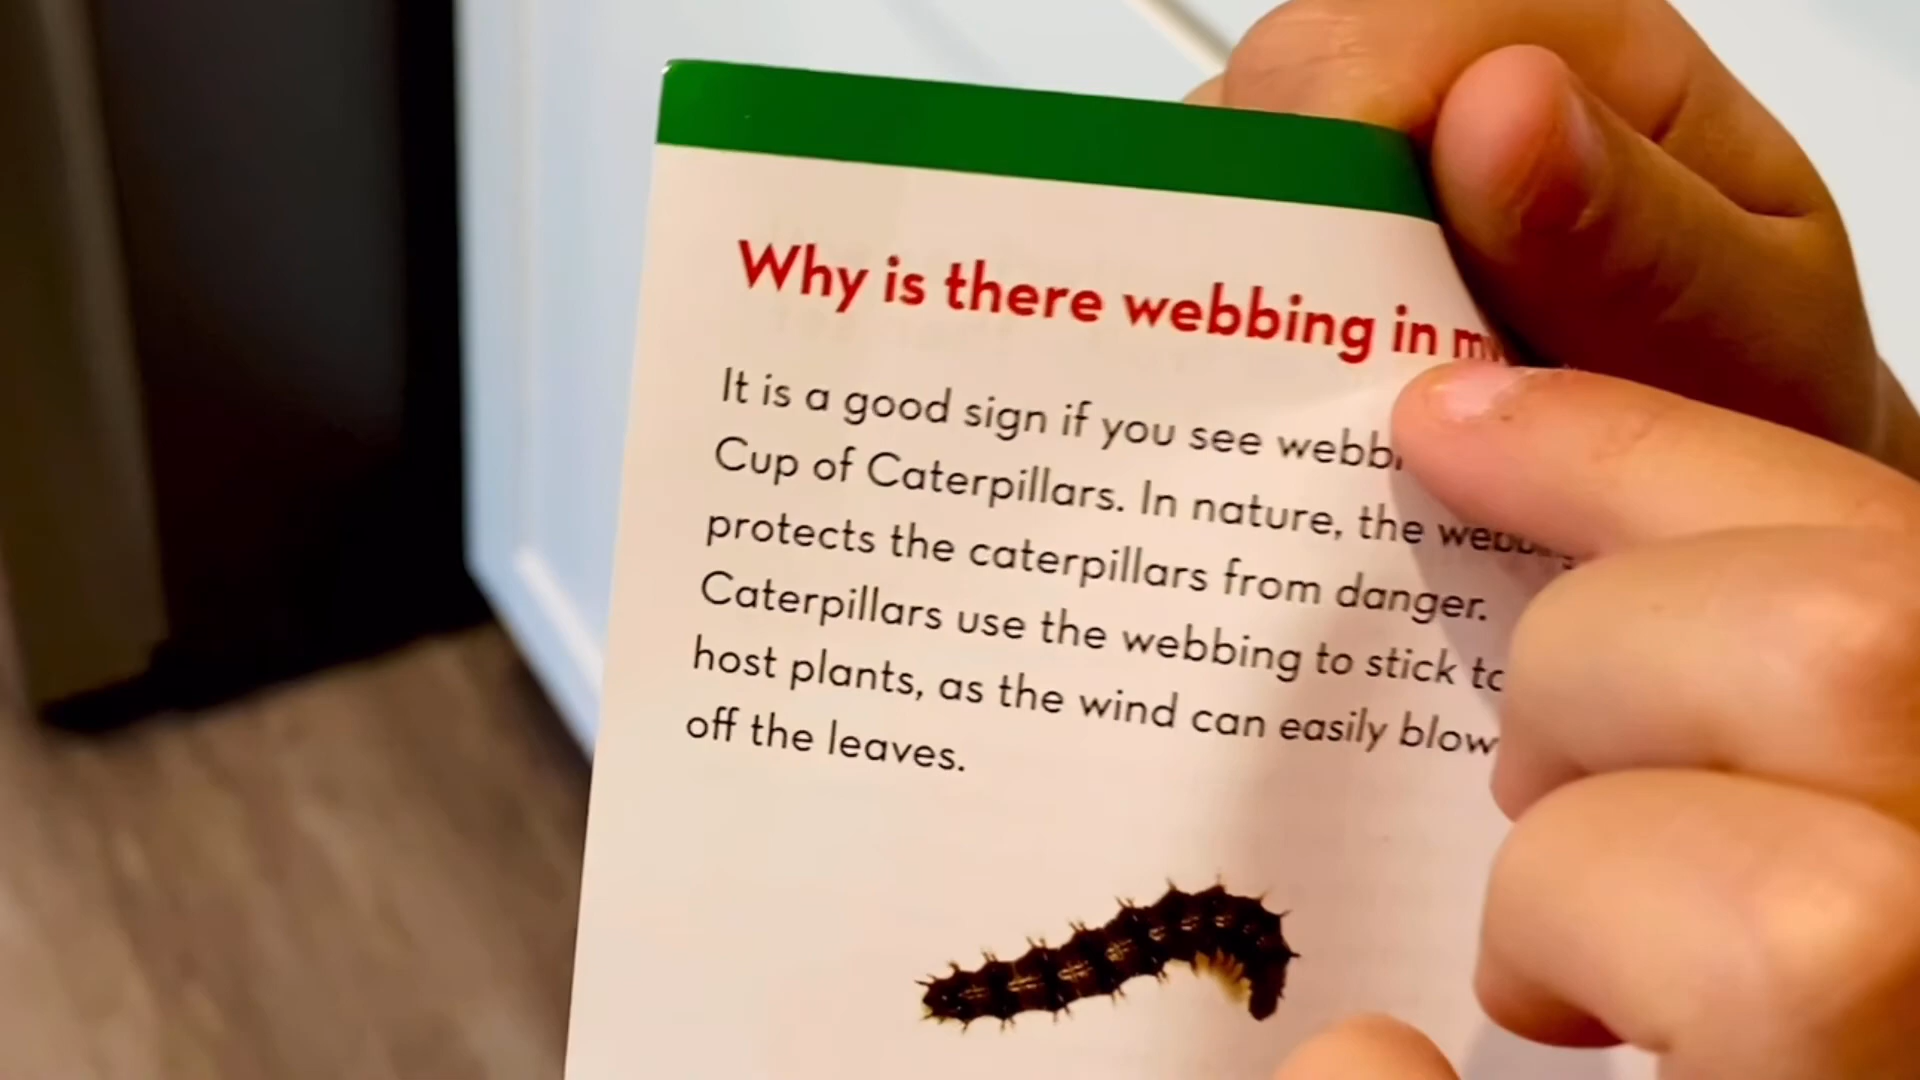 Why is there webbing in
It is a good sign if you see
Cup of Caterpillars. In nature, the
protects the caterpillars from danger.
Caterpillars use the webbing to stick
host plants, as the wind can easily blow
off the leaves.